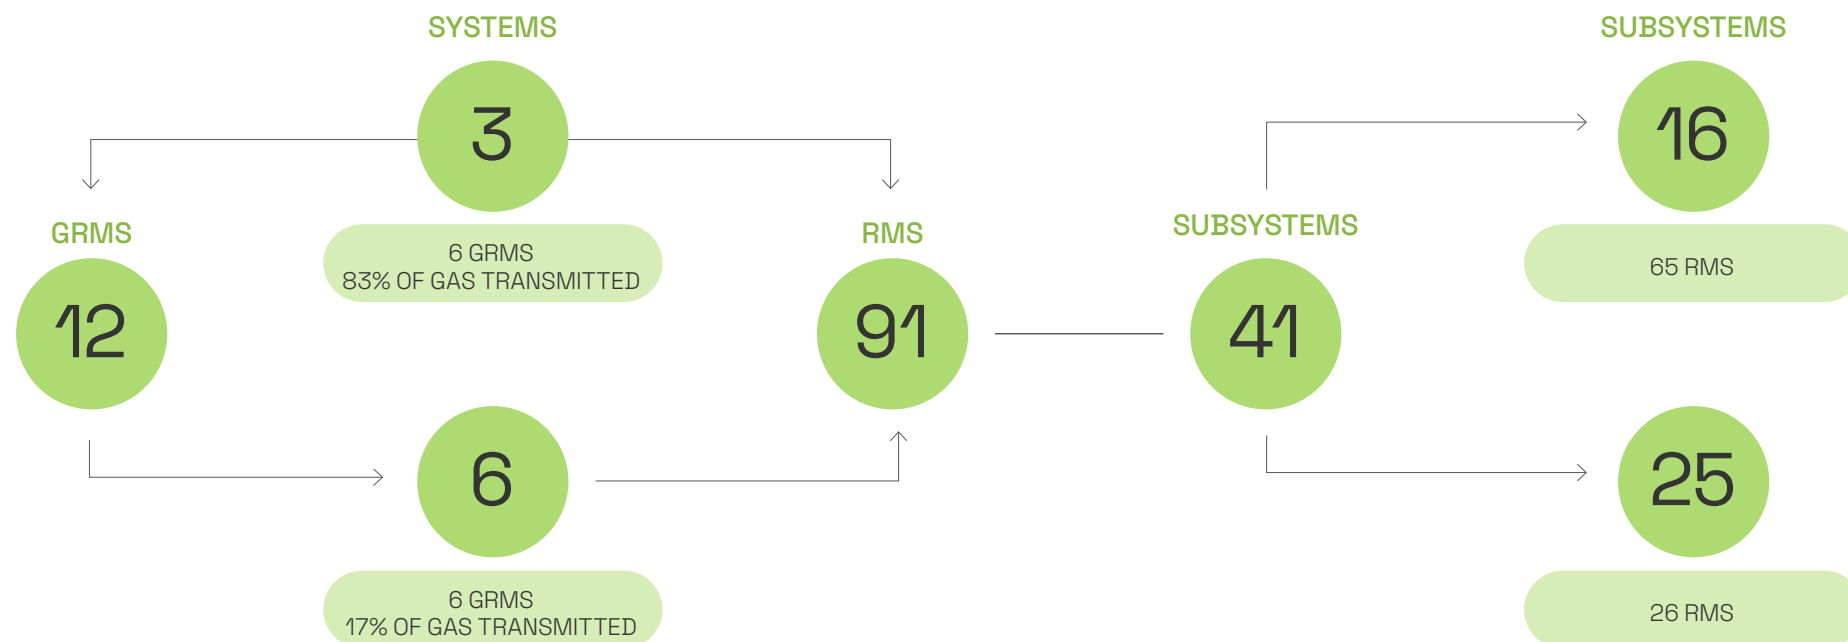 SYSTEMS
3
6 GRMS
83% OF GAS TRANSMITTED
GRMS
12
6
6 GRMS
17% OF GAS TRANSMITTED
RMS
91
SUBSYSTEMS
41
SUBSYSTEMS
16
65 RMS
25
26 RMS